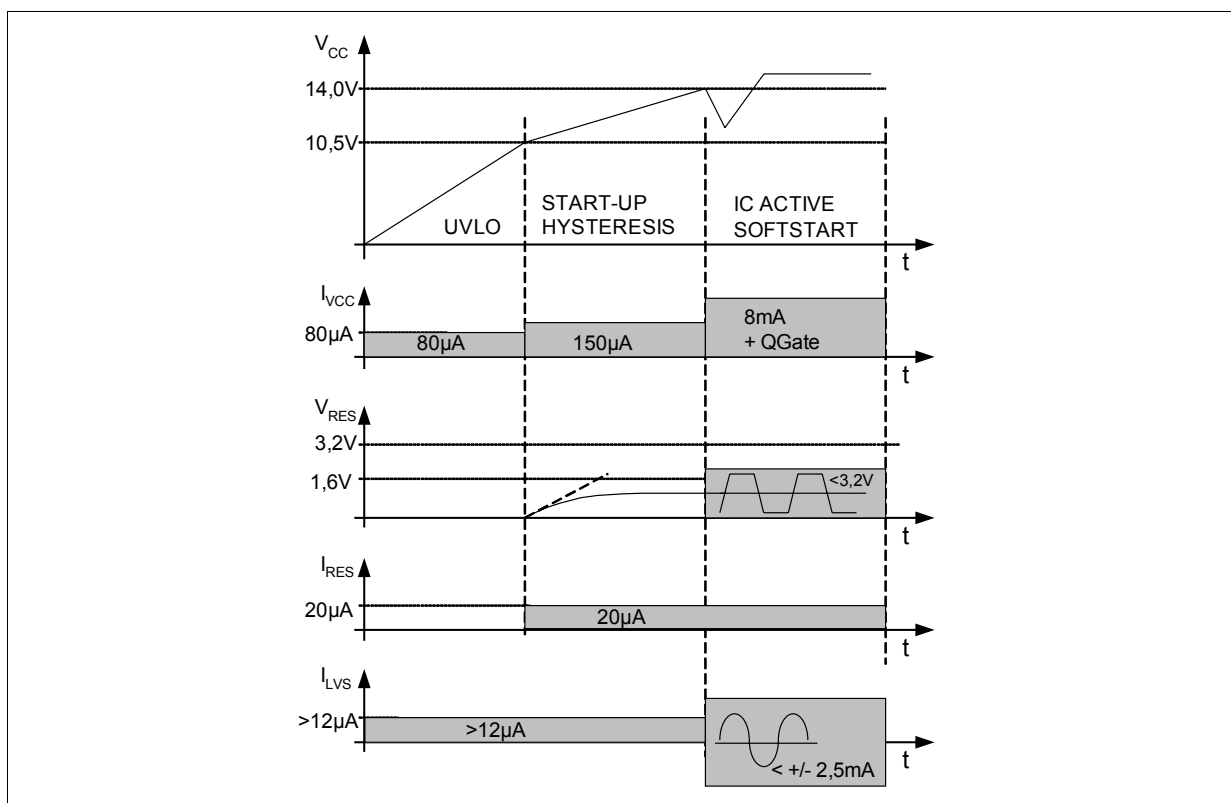 VCC
14,0V
10,5V
UVLO
START-UP
HYSTERESIS
IC ACTIVE
SOFTSTART
t
IVCC
80µA
80µA
150µA
8mA
+ QGate
t
VRES
3,2V
1,6V
<3,2V
t
IRES
20µA
20µA
t
ILVS
>12µA
>12µA
< +/- 2,5mA
t